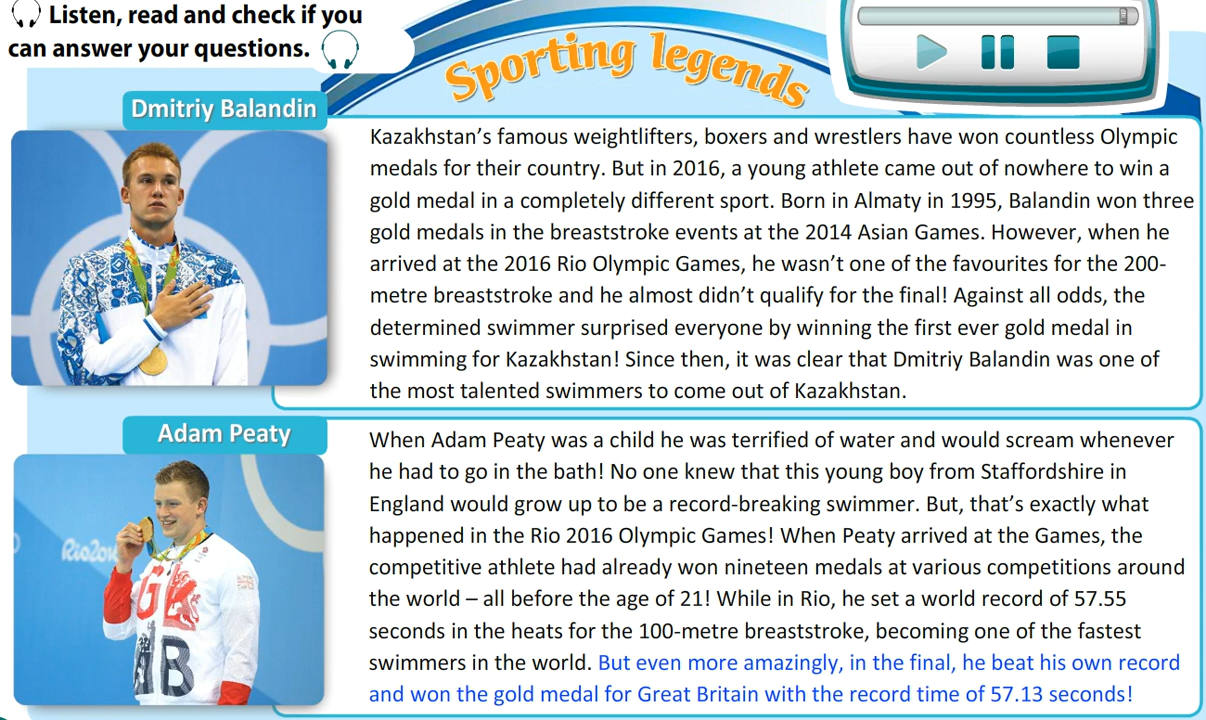 Listen, read and check if you
can answer your questions.
Sporting legends
Dmitriy Balandin
Kazakhstan's famous weightlifters, boxers and wrestlers have won countless Olympic
medals for their country. But in 2016, a young athlete came out of nowhere to win a
gold medal in a completely different sport. Born in Almaty in 1995, Balandin won three
gold medals in the breaststroke events at the 2014 Asian Games. However, when he
arrived at the 2016 Rio Olympic Games, he wasn't one of the favourites for the 200-
metre breaststroke and he almost didn't qualify for the final! Against all odds, the
determined swimmer surprised everyone by winning the first ever gold medal in
swimming for Kazakhstan! Since then, it was clear that Dmitriy Balandin was one of
the most talented swimmers to come out of Kazakhstan.
Adam Peaty
When Adam Peaty was a child he was terrified of water and would scream whenever
he had to go in the bath! No one knew that this young boy from Staffordshire in
England would grow up to be a record-breaking swimmer. But, that's exactly what
happened in the Rio 2016 Olympic Games! When Peaty arrived at the Games, the
competitive athlete had already won nineteen medals at various competitions around
the world – all before the age of 21! While in Rio, he set a world record of 57.55
seconds in the heats for the 100-metre breaststroke, becoming one of the fastest
swimmers in the world. But even more amazingly, in the final, he beat his own record
and won the gold medal for Great Britain with the record time of 57.13 seconds!
Rio201
GK
AB